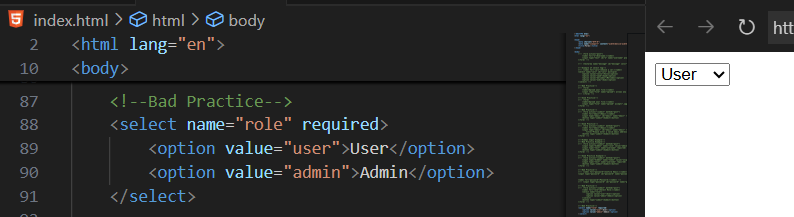 index.html > html > body
2 <html lang="en">
10 <body>
87 <!--Bad Practice-->
88 <select name="role" required>
89 <option value="user">User</option>
90 <option value="admin">Admin</option>
91 </select>
htt
User